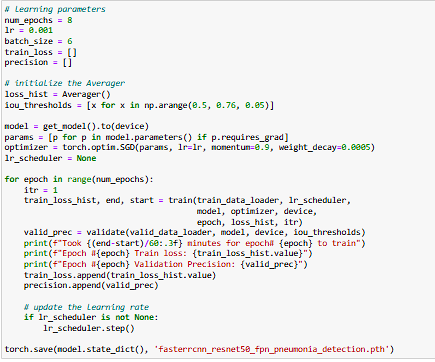 # learning parameters
num_epochs = 8
lr = 0.001
batch_size = 6
train_loss = []
precision = []
# initialize the Averager
loss_hist = Averager()
iou_thresholds = [x for x in np.arange(0.5, 0.76, 0.05)]
model = get_model().to(device)
params = [p for p in model.parameters() if p.requires_grad]
optimizer = torch.optim.SGD(params, lr=lr, momentum=0.9, weight_decay=0.0005)
lr_scheduler = None
for epoch in range(num_epochs):
    itr = 1
    train_loss_hist, end, start = train(train_data_loader, lr_scheduler,
                                        model, optimizer, device,
                                        epoch, loss_hist, itr)
    valid_prec = validate(valid_data_loader, model, device, iou_thresholds)
    print(f"Took {(end-start)/60:.3f} minutes for epoch# {epoch} to train")
    print(f"Epoch #{epoch} Train loss: {train_loss_hist.value}")
    print(f"Epoch #{epoch} Validation Precision: {valid_prec}")
    train_loss.append(train_loss_hist.value)
    precision.append(valid_prec)
    # update the learning rate
    if lr_scheduler is not None:
        lr_scheduler.step()
torch.save(model.state_dict(), 'fasterrcnn_resnet50_fpn_pneumonia_detection.pth')